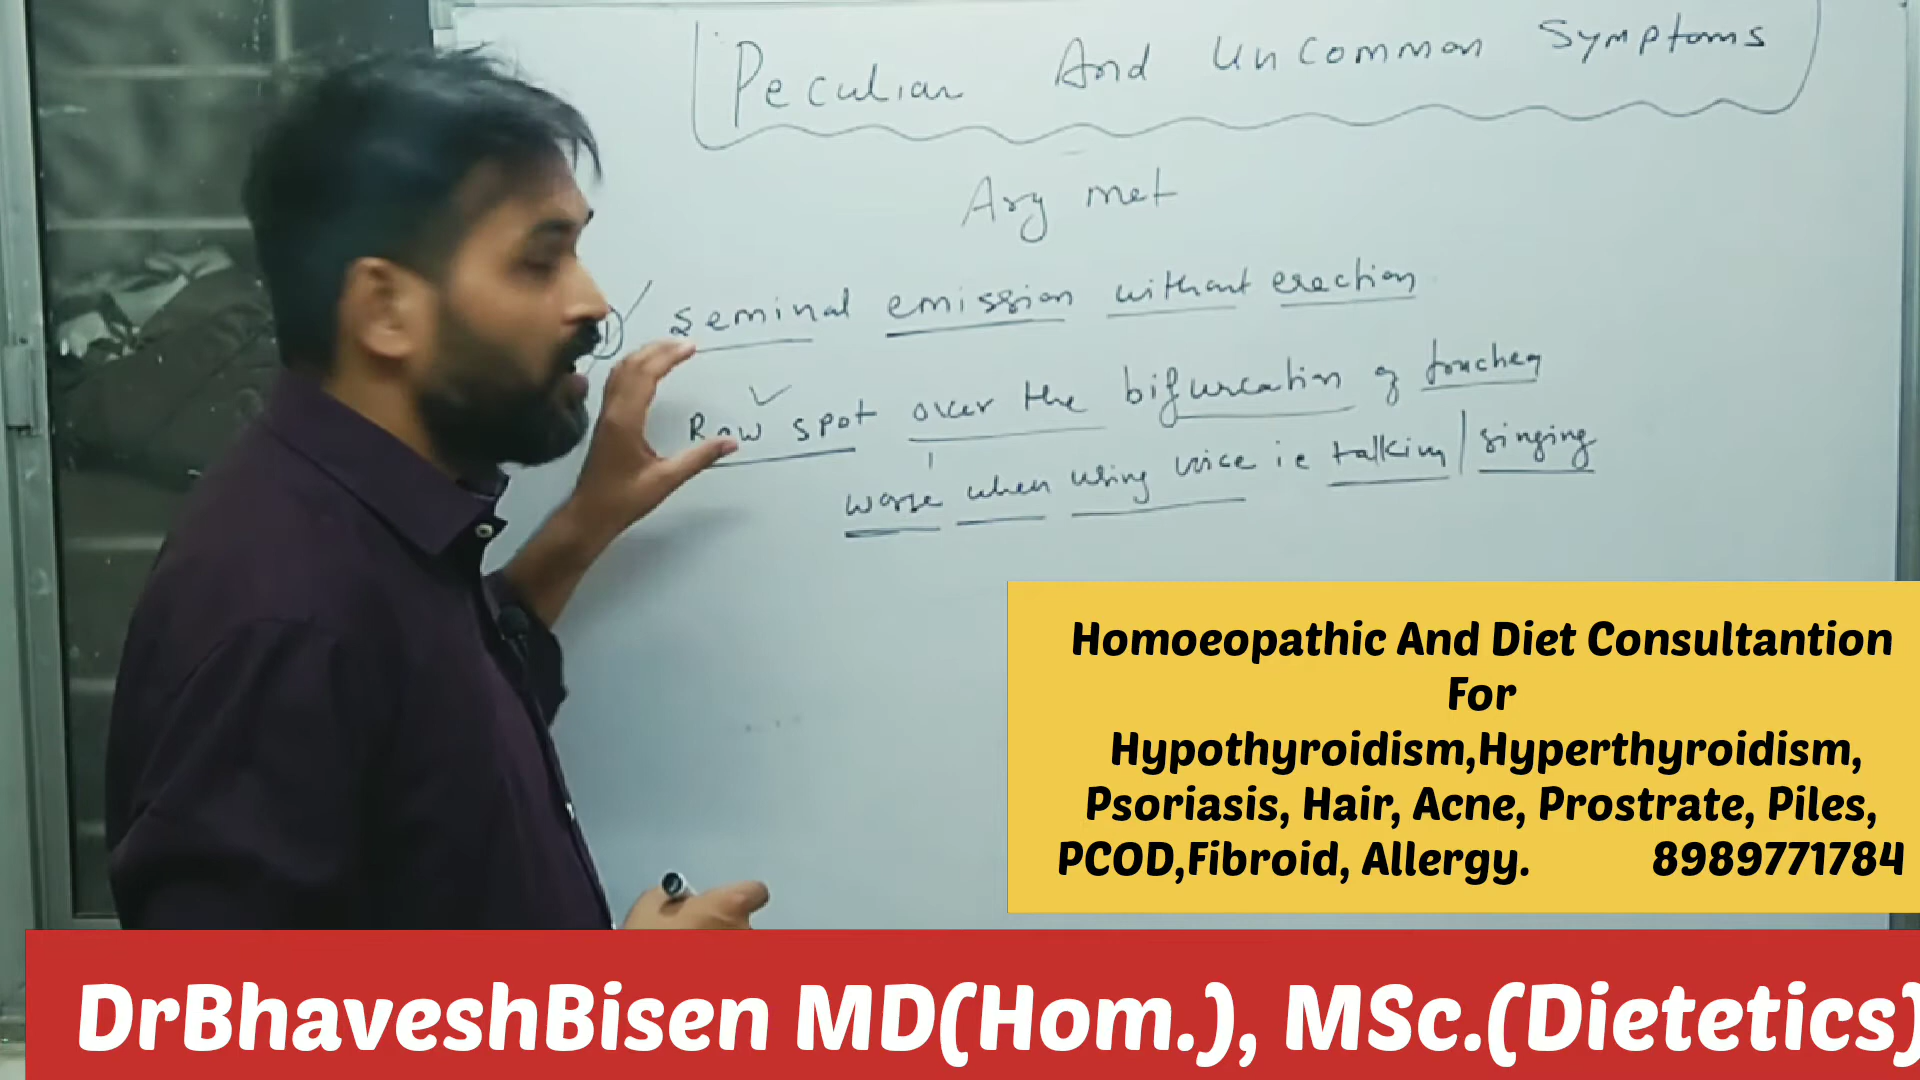 Peculiar And Uncommon Symptoms
Arg met
1) seminal emission without erection
Raw spot over the bifurcation of trachea
worse when using voice ie talking/singing
Homoeopathic And Diet Consultantion
For
Hypothyroidism,Hyperthyroidism,
Psoriasis, Hair, Acne, Prostrate, Piles,
PCOD,Fibroid, Allergy. 8989771784
DrBhaveshBisen MD(Hom.), MSc.(Dietetics)